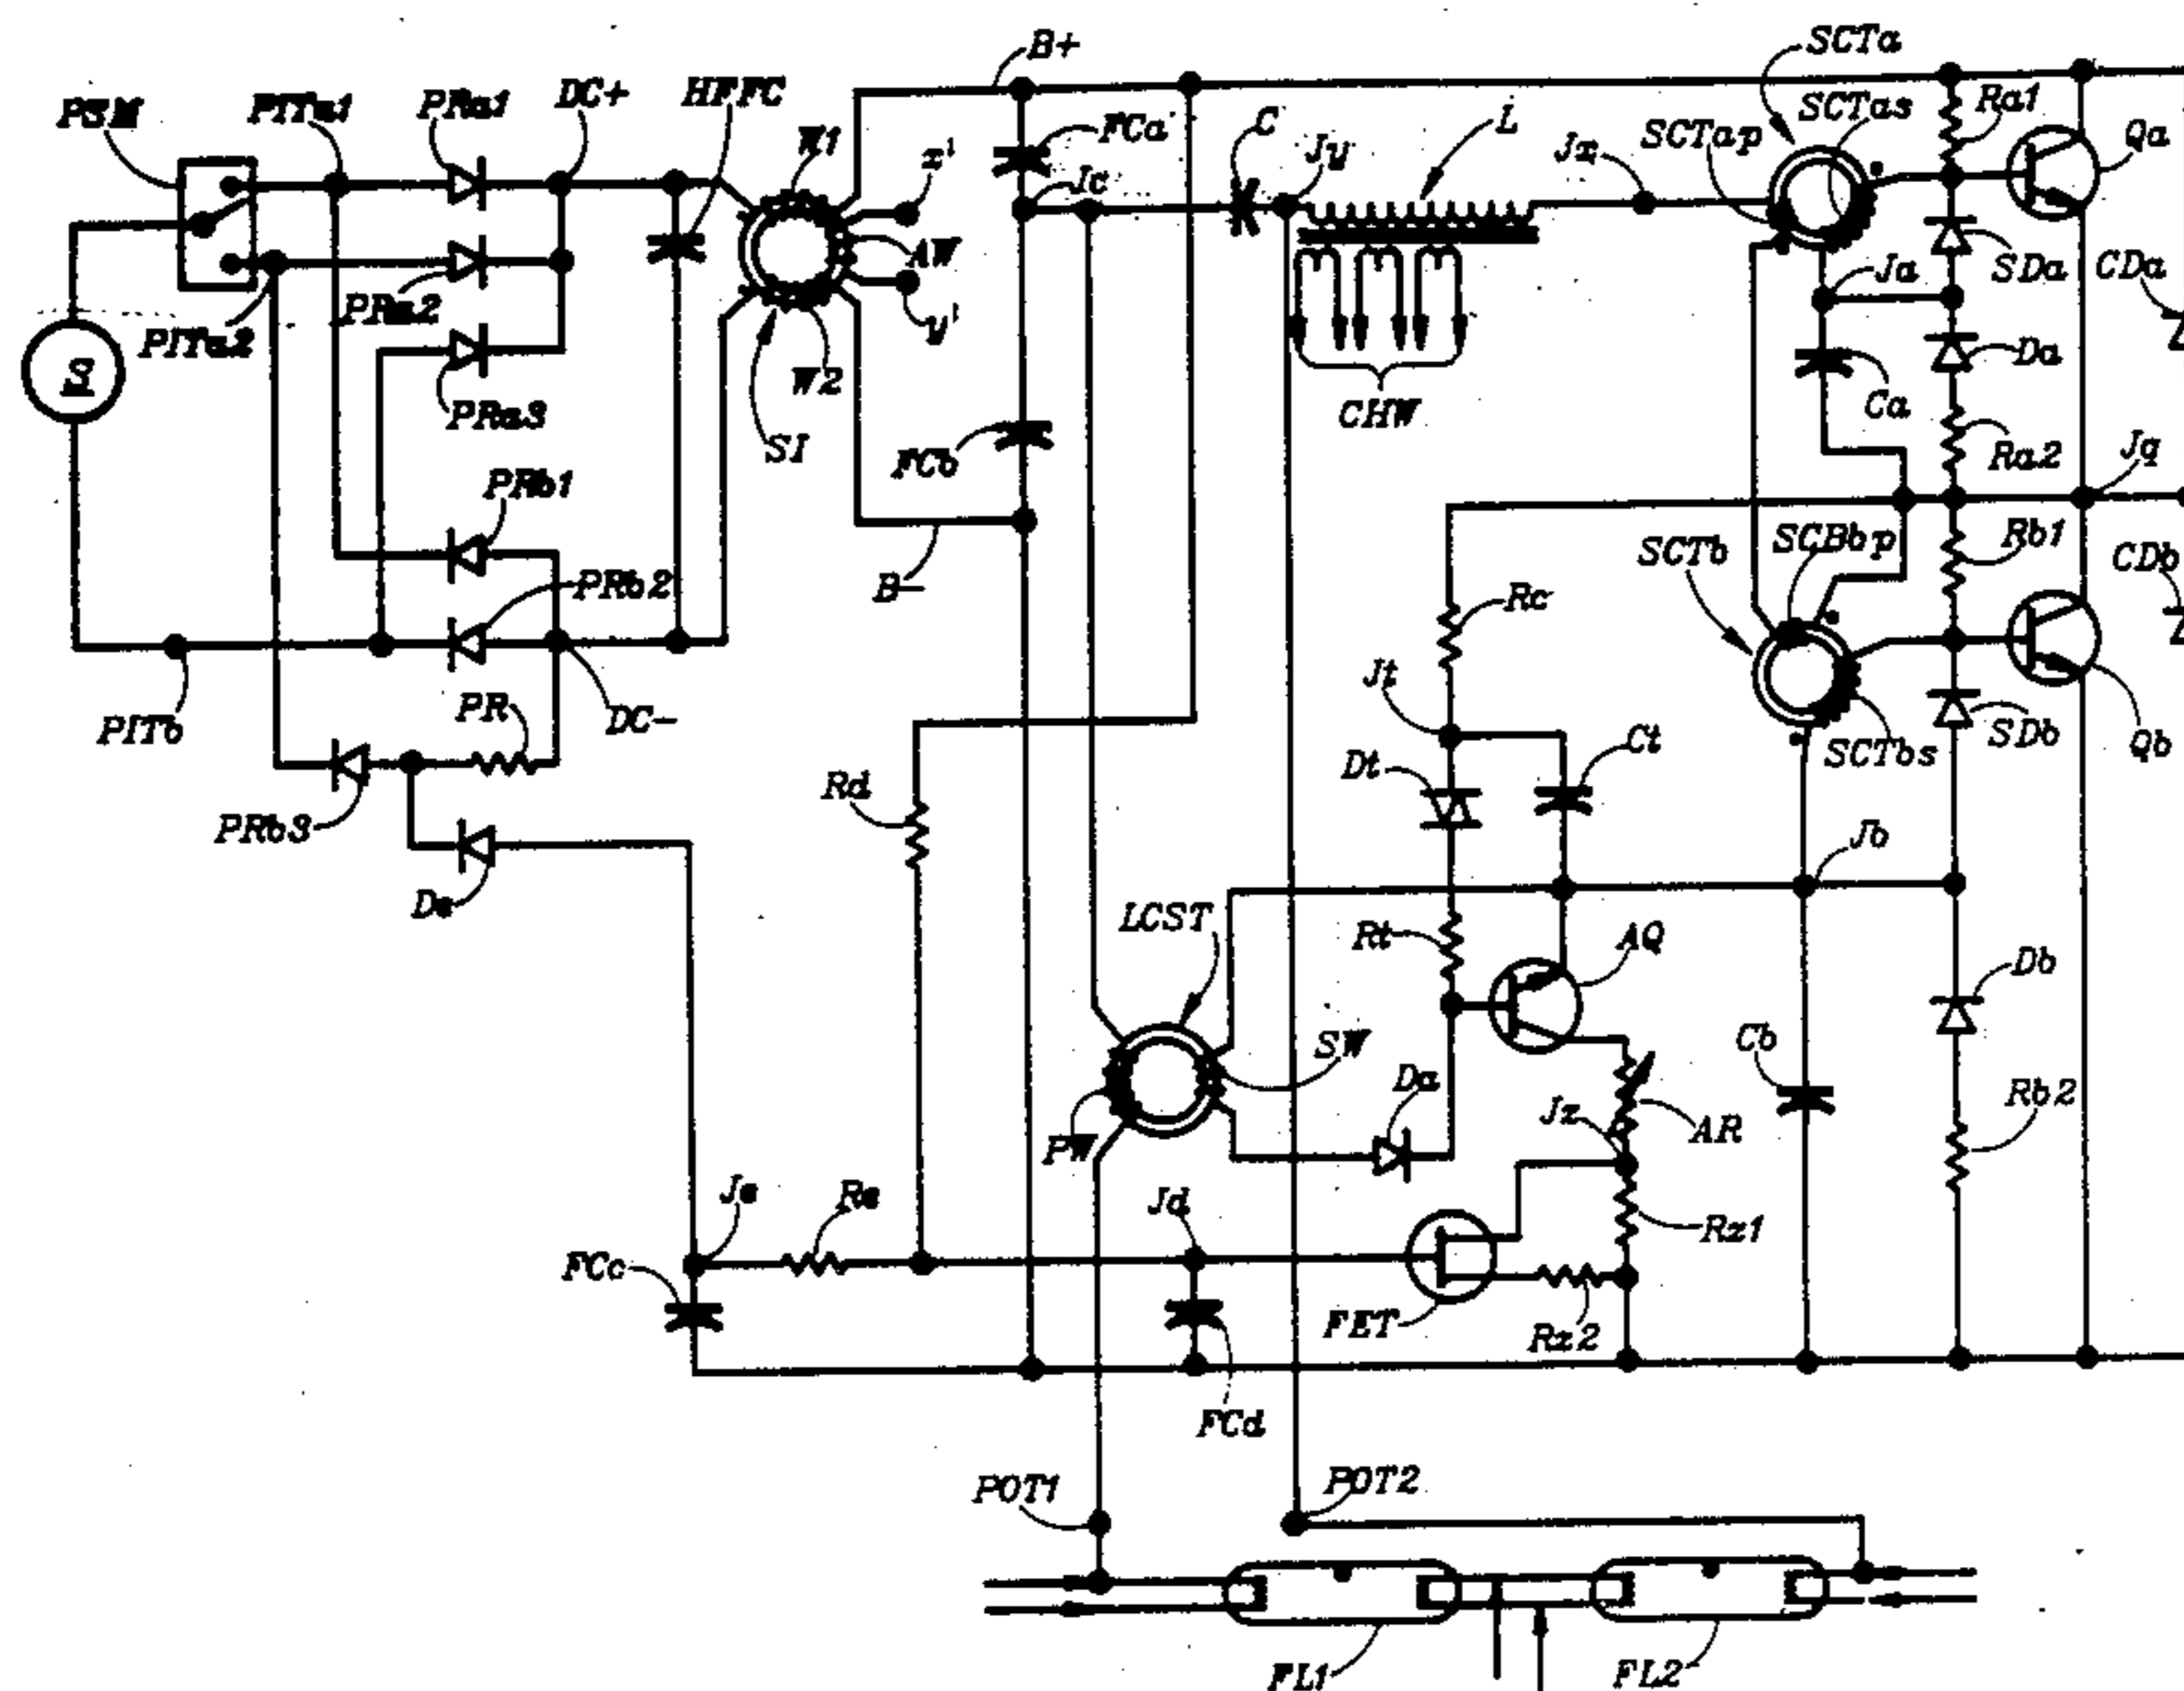 B+
SCTa
PSM
PITa1
PRa1
DC+
HFFC
W1
FCa
x'
C
Jy
L
Jx
SCTap
SCTas
Ra1
Qa
Jc
AW
y'
SDa
CDa
Ja
PITa2
PRa2
PRa3
W2
SI
S
CHW
Ca
Da
Ra2
Jq
FCb
PRb1
PRb2
B-
SCTb
SCBbp
Rb1
CDb
Rc
PITb
PR
DC-
Jt
Dt
Ct
SCTbs
SDb
Qb
PRb3
De
Rd
Jb
LCST
Rt
AQ
Db
SW
Da
Cb
PW
Jz
AR
Rb2
Je
Re
Jd
Rz1
FCc
FET
Rz2
FCd
POT1
POT2
FL1
FL2